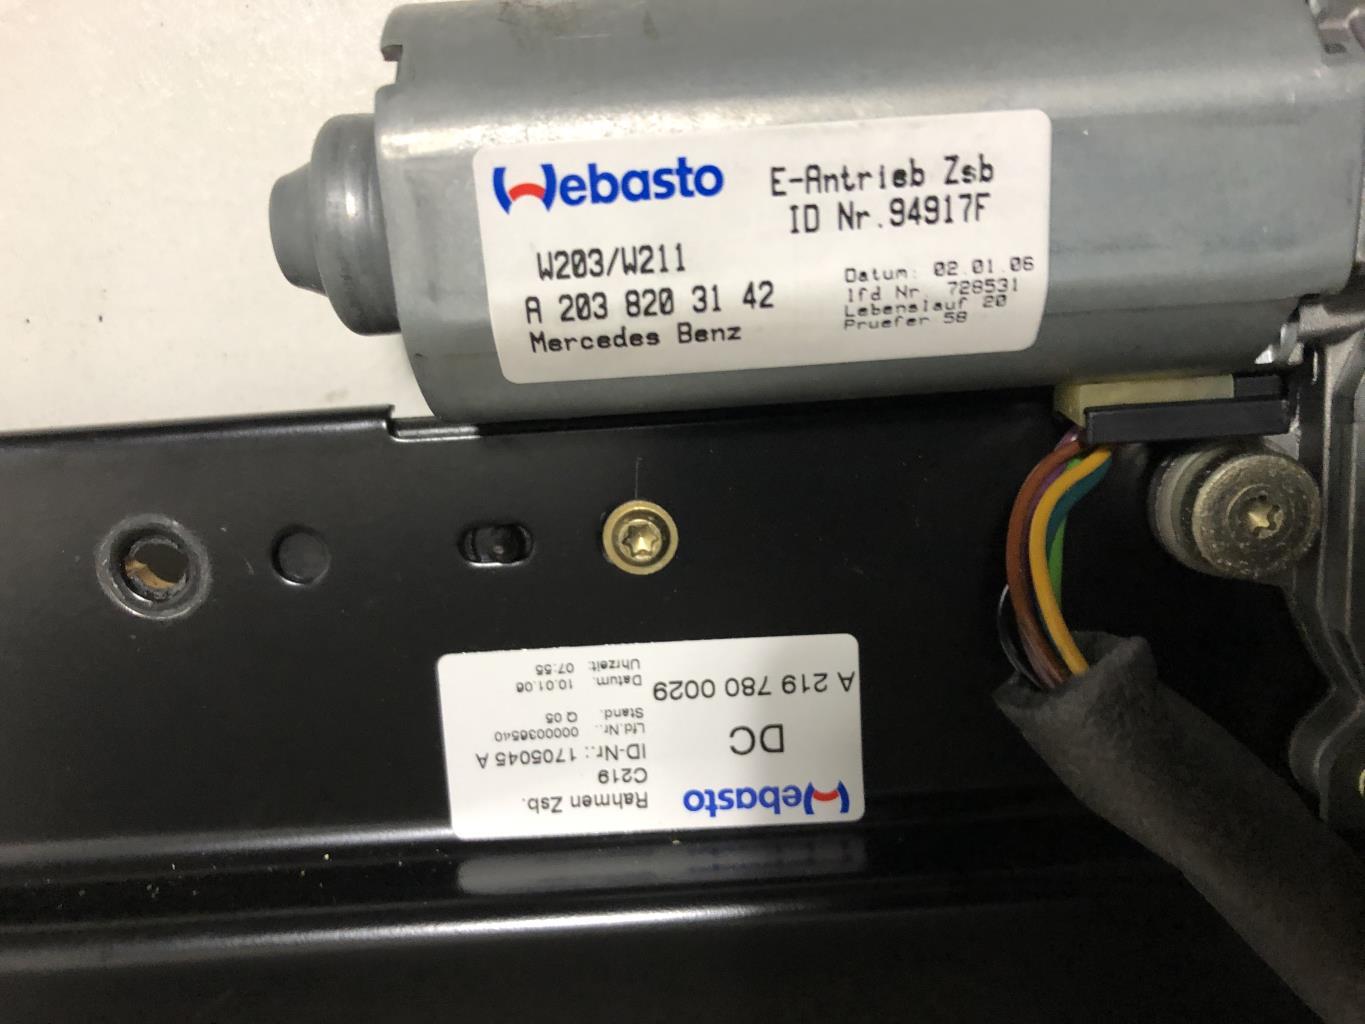 Webasto
E-Antrieb Zsb
ID Nr.94917F
W203/W211
A 203 820 31 42
Mercedes Benz
Datum: 02.01.06
lfd Nr. 728531
Lebenslauf 20
Pruefer 58
Webasto
DC
A 219 780 0029
Rahmen Zsb.
C219
ID-Nr.: 1705045 A
Lfd.Nr.: 0000036540
Stand. Q 05
Datum. 10.01.06
Uhrzeit: 07:55